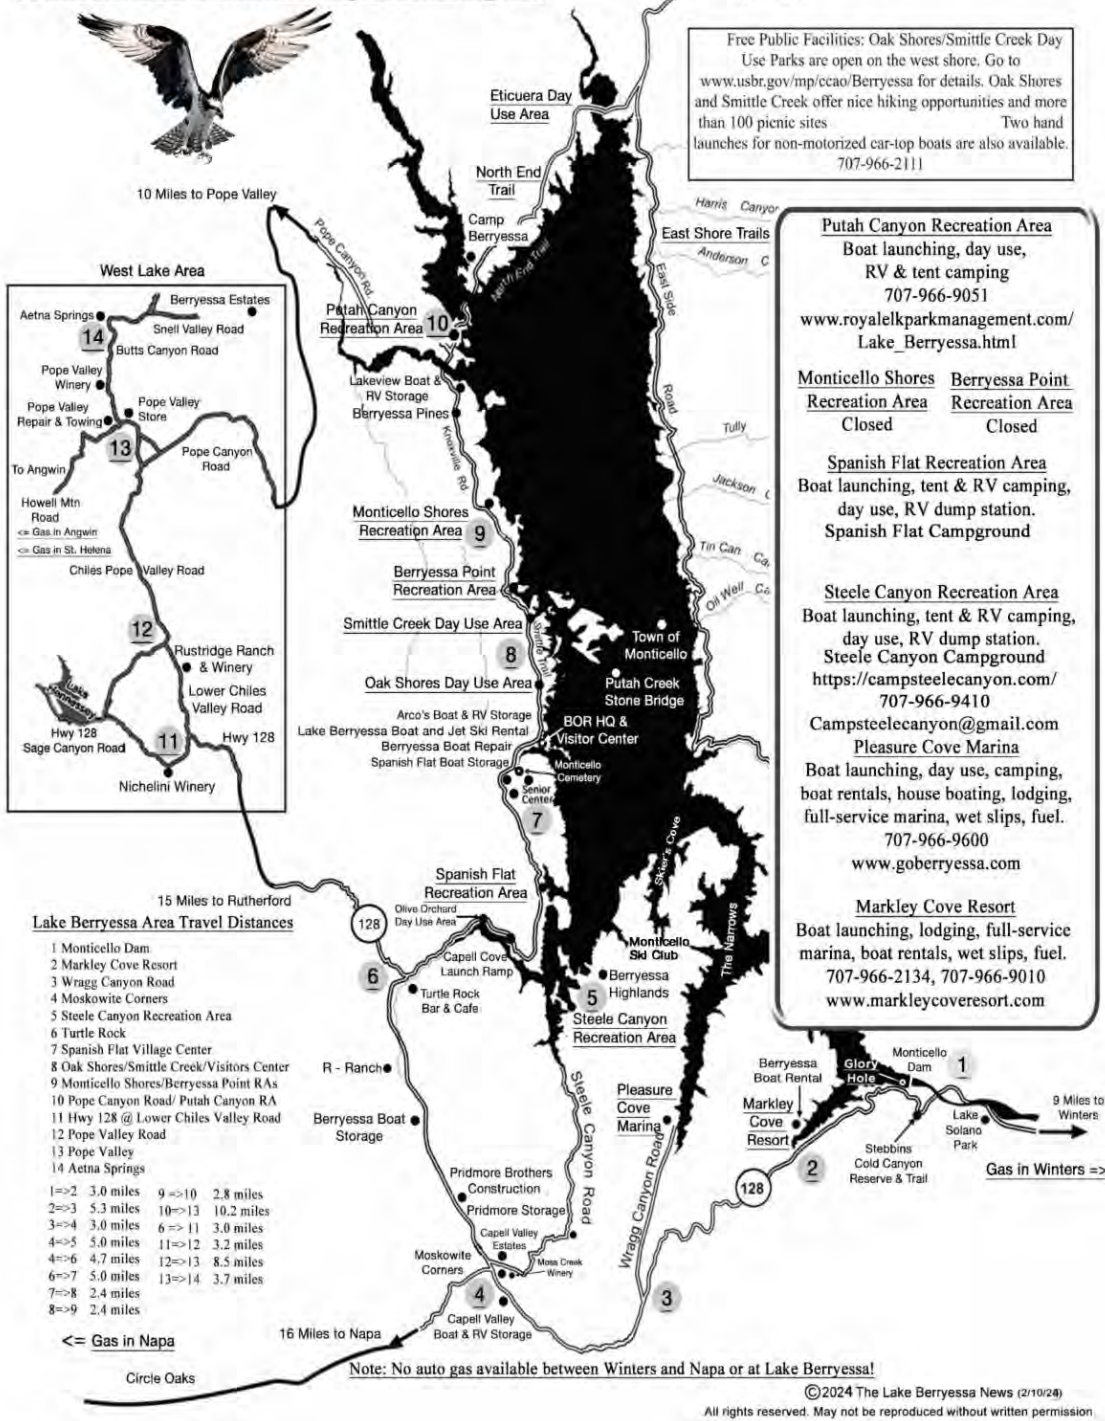 Free Public Facilities: Oak Shores/Smittle Creek Day
Use Parks are open on the west shore. Go to
www.usbr.gov/mp/ccao/Berryessa for details. Oak Shores
and Smittle Creek offer nice hiking opportunities and more
than 100 picnic sites Two hand
launches for non-motorized car-top boats are also available.
707-966-2111
Eticuera Day
Use Area
North End
Trail
Camp
Berryessa
North End Trail
10 Miles to Pope Valley
Pope Canyon Rd.
Harris Canyon
East Shore Trails
Anderson C
East Side
Road
Tully
Jackson C
Tin Can Ca
Oil Well Ca
Putah Canyon
Recreation Area
10
Lakeview Boat &
RV Storage
Berryessa Pines
Knoxville Rd.
Monticello Shores
Recreation Area
9
Berryessa Point
Recreation Area
Smittle Creek Day Use Area
Smittle Trail
8
Oak Shores Day Use Area
Town of
Monticello
Putah Creek
Stone Bridge
BOR HQ &
Visitor Center
Arco's Boat & RV Storage
Lake Berryessa Boat and Jet Ski Rental
Berryessa Boat Repair
Spanish Flat Boat Storage
Monticello
Cemetery
Senior
Center
7
West Lake Area
Berryessa Estates
Aetna Springs
14
Snell Valley Road
Butts Canyon Road
Pope Valley
Winery
Pope Valley
Repair & Towing
Pope Valley
Store
13
Pope Canyon
Road
To Angwin
Howell Mtn
Road
<= Gas in Angwin
<= Gas in St. Helena
Chiles Pope Valley Road
12
Rustridge Ranch
& Winery
Lake
Hennessey
Lower Chiles
Valley Road
Hwy 128
Sage Canyon Road
11
Hwy 128
Nichelini Winery
Putah Canyon Recreation Area
Boat launching, day use,
RV & tent camping
707-966-9051
www.royalelkparkmanagement.com/
Lake_Berryessa.html
Monticello Shores
Recreation Area
Closed
Berryessa Point
Recreation Area
Closed
Spanish Flat Recreation Area
Boat launching, tent & RV camping,
day use, RV dump station.
Spanish Flat Campground
Steele Canyon Recreation Area
Boat launching, tent & RV camping,
day use, RV dump station.
Steele Canyon Campground
https://campsteelecanyon.com/
707-966-9410
Campsteelecanyon@gmail.com
Pleasure Cove Marina
Boat launching, day use, camping,
boat rentals, house boating, lodging,
full-service marina, wet slips, fuel.
707-966-9600
www.goberryessa.com
Markley Cove Resort
Boat launching, lodging, full-service
marina, boat rentals, wet slips, fuel.
707-966-2134, 707-966-9010
www.markleycoveresort.com
Skier's Cove
The Narrows
Monticello
Ski Club
Spanish Flat
Recreation Area
Olive Orchard
Day Use Area
Capell Cove
Launch Ramp
15 Miles to Rutherford
128
6
Turtle Rock
Bar & Cafe
Berryessa
Highlands
5
Steele Canyon
Recreation Area
Steele Canyon Road
R - Ranch
Berryessa Boat
Storage
Pleasure
Cove
Marina
Wragg Canyon Road
Berryessa
Boat Rental
Markley
Cove
Resort
2
Glory
Hole
Monticello
Dam
1
Lake
Solano
Park
Stebbins
Cold Canyon
Reserve & Trail
9 Miles to
Winters
Gas in Winters =>
128
Pridmore Brothers
Construction
Pridmore Storage
Capell Valley
Estates
Moskowite
Corners
Moss Creek
Winery
4
Capell Valley
Boat & RV Storage
3
16 Miles to Napa
Lake Berryessa Area Travel Distances
1 Monticello Dam
2 Markley Cove Resort
3 Wragg Canyon Road
4 Moskowite Corners
5 Steele Canyon Recreation Area
6 Turtle Rock
7 Spanish Flat Village Center
8 Oak Shores/Smittle Creek/Visitors Center
9 Monticello Shores/Berryessa Point RAs
10 Pope Canyon Road/ Putah Canyon RA
11 Hwy 128 @ Lower Chiles Valley Road
12 Pope Valley Road
13 Pope Valley
14 Aetna Springs
1=>2 3.0 miles 9 =>10 2.8 miles
2=>3 5.3 miles 10=>13 10.2 miles
3=>4 3.0 miles 6 => 11 3.0 miles
4=>5 5.0 miles 11=>12 3.2 miles
4=>6 4.7 miles 12=>13 8.5 miles
6=>7 5.0 miles 13=>14 3.7 miles
7=>8 2.4 miles
8=>9 2.4 miles
<= Gas in Napa
Circle Oaks
Note: No auto gas available between Winters and Napa or at Lake Berryessa!
©2024 The Lake Berryessa News (2/10/24)
All rights reserved. May not be reproduced without written permission